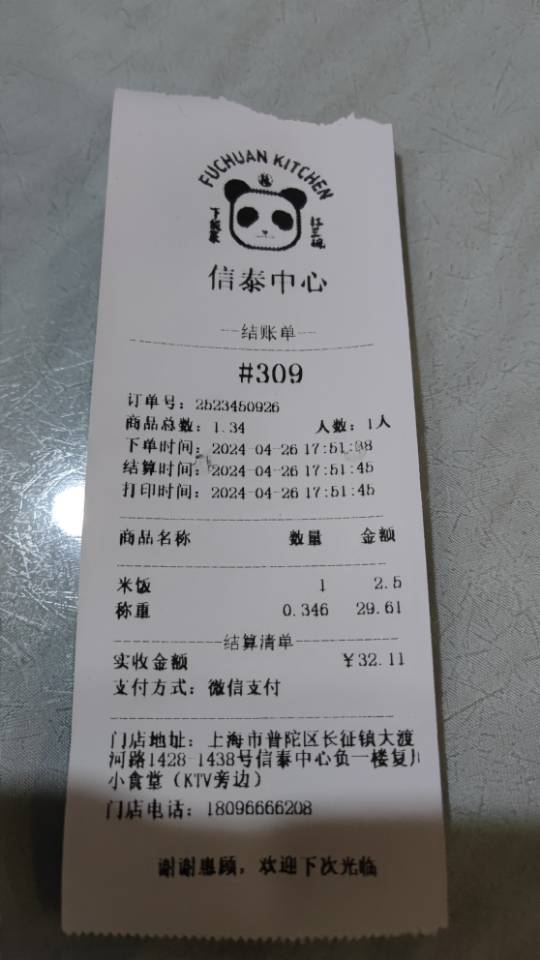 FUCHUAN KITCHEN
信泰中心
结账单
#309
订单号：2523450926
商品总数：1.34 人数：1人
下单时间：2024-04-26 17:51:38
结算时间：2024-04-26 17:51:45
打印时间：2024-04-26 17:51:45
商品名称 数量 金额
米饭 1 2.5
称重 0.346 29.61
结算清单
实收金额 ¥32.11
支付方式：微信支付
门店地址：上海市普陀区长征镇大渡
河路1428-1438号信泰中心负一楼复川
小食堂（KTV旁边）
门店电话：18096666208
谢谢惠顾，欢迎下次光临